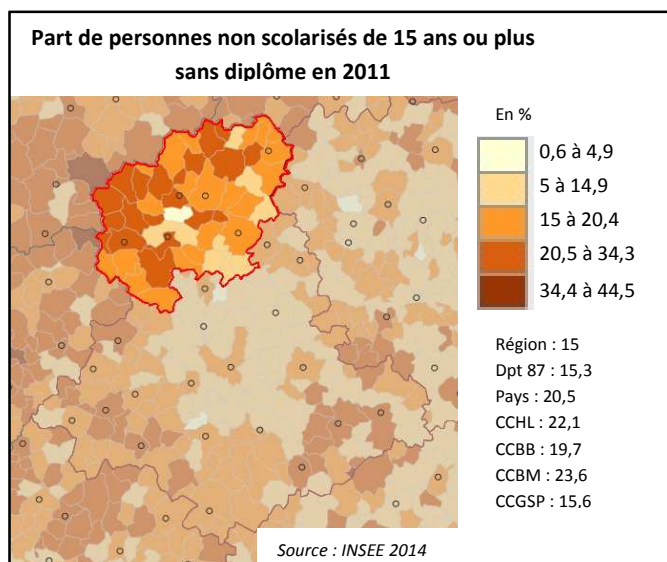 Part de personnes non scolarisés de 15 ans ou plus
sans diplôme en 2011
En %
0,6 à 4,9
5 à 14,9
15 à 20,4
20,5 à 34,3
34,4 à 44,5
Région : 15
Dpt 87 : 15,3
Pays : 20,5
CCHL : 22,1
CCBB : 19,7
CCBM : 23,6
CCGSP : 15,6
Source : INSEE 2014